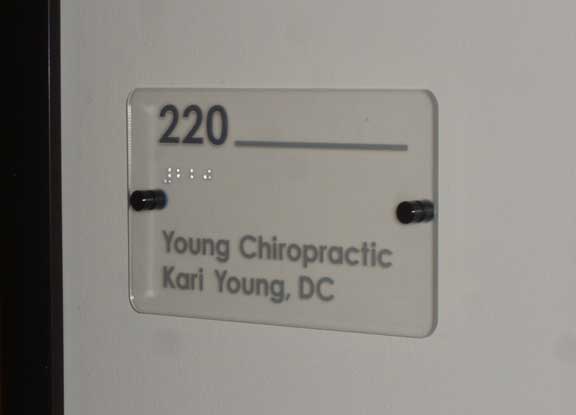 220
⠼⠃⠃⠚
Young Chiropractic
Kari Young, DC